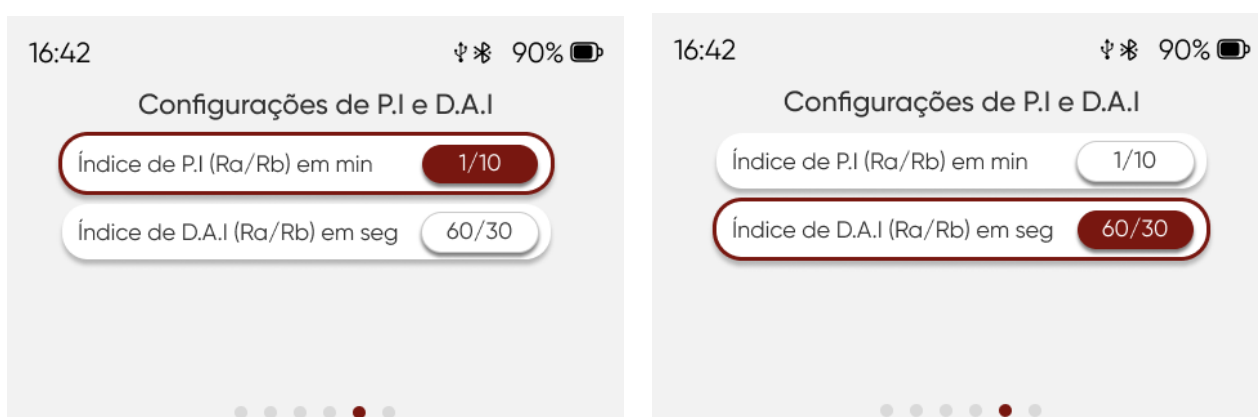 16:42 90%
Configurações de P.I e D.A.I
Índice de P.I (Ra/Rb) em min 1/10
Índice de D.A.I (Ra/Rb) em seg 60/30
16:42 90%
Configurações de P.I e D.A.I
Índice de P.I (Ra/Rb) em min 1/10
Índice de D.A.I (Ra/Rb) em seg 60/30